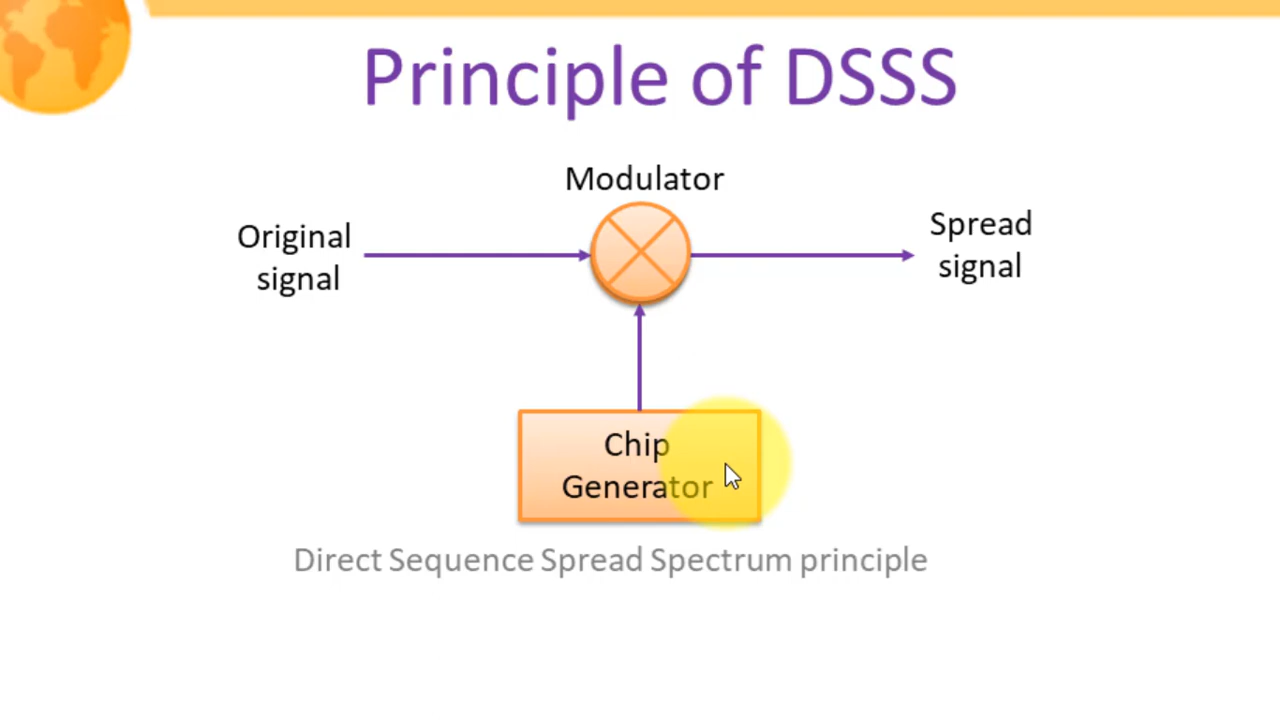 Principle of DSSS
Modulator
Original
signal
Spread
signal
Chip
Generator
Direct Sequence Spread Spectrum principle